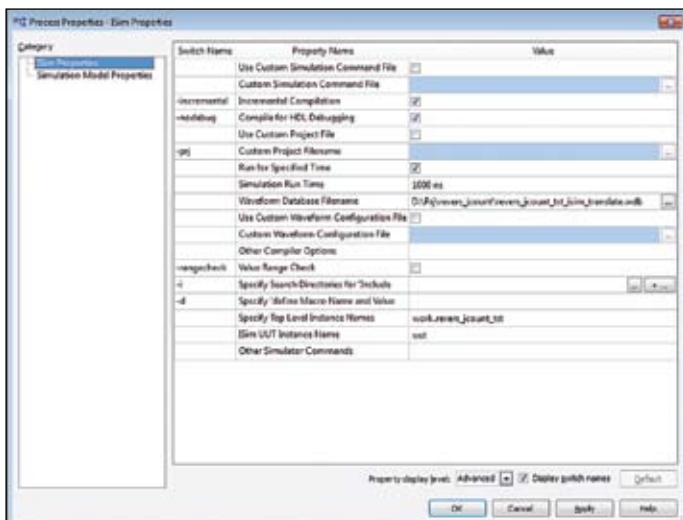 Process Properties - ISim Properties
Category
ISim Properties
Simulation Model Properties
Switch Name Property Name Value
Use Custom Simulation Command File
Custom Simulation Command File
-incremental Incremental Compilation
-nodebug Compile for HDL Debugging
Use Custom Project File
-prj Custom Project Filename
Run for Specified Time
Simulation Run Time 1000 ns
Waveform Database Filename
Use Custom Waveform Configuration File
Custom Waveform Configuration File
Other Compiler Options
-rangecheck Value Range Check
-i Specify Search Directories for 'Include
-d Specify 'define Macro Name and Value
Specify Top Level Instance Names work.revers_jcount_tst
ISim UUT Instance Name uut
Other Simulator Commands
Property display level: Advanced Display switch names Default
OK Cancel Apply Help